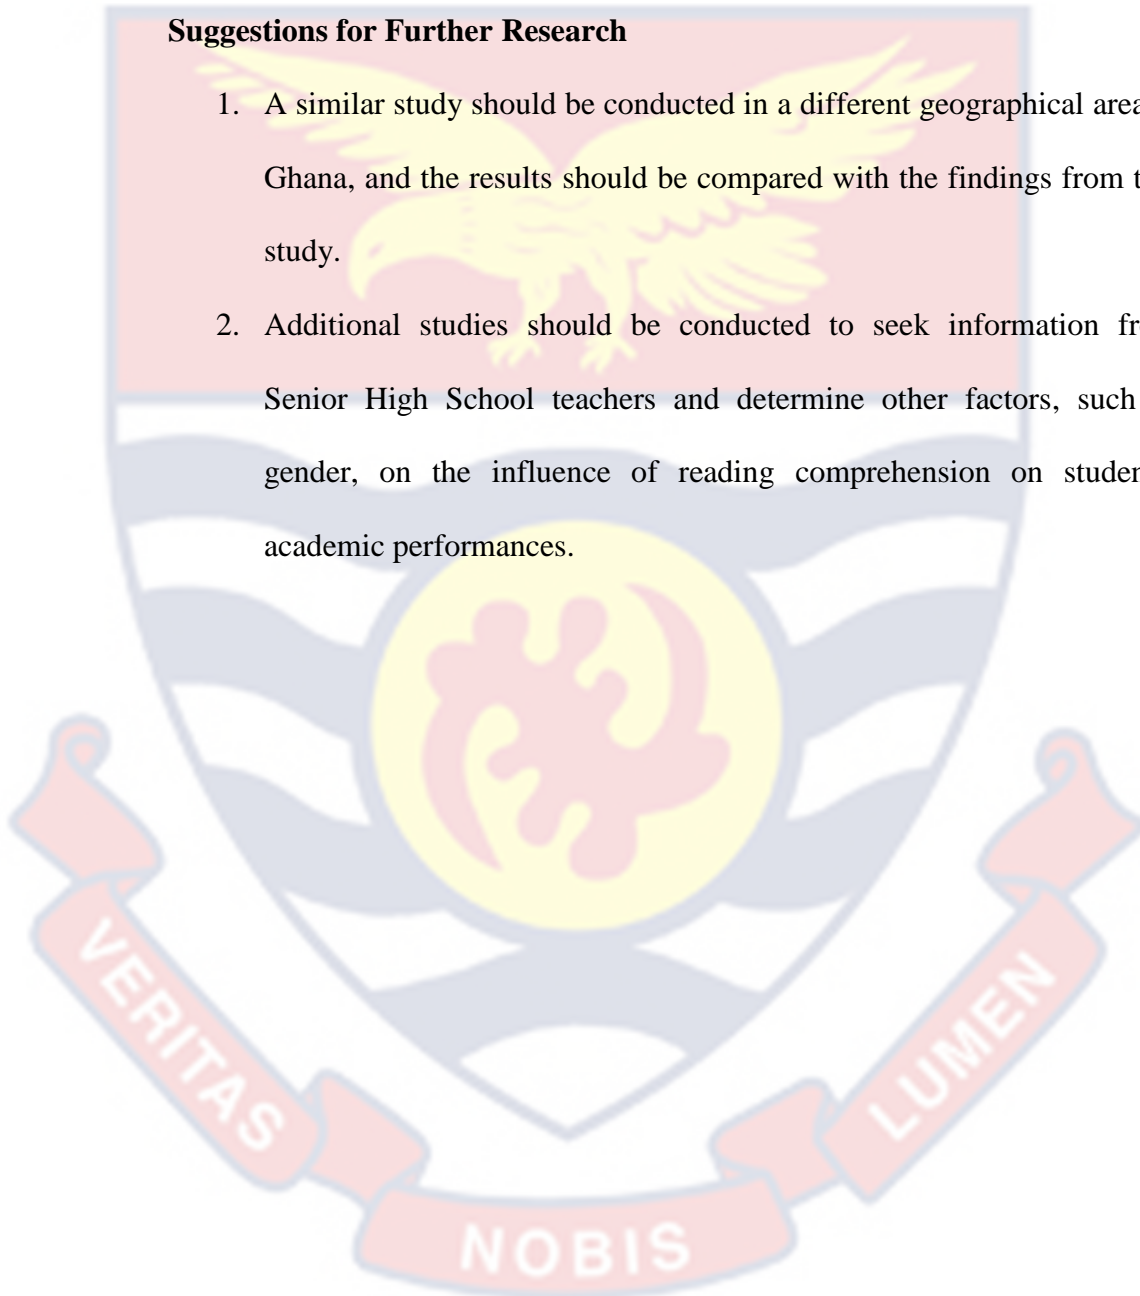 Suggestions for Further Research
1. A similar study should be conducted in a different geographical area
Ghana, and the results should be compared with the findings from
study.
2. Additional studies should be conducted to seek information
Senior High School teachers and determine other factors, such
gender, on the influence of reading comprehension on
academic performances.
VERITAS
NOBIS
LUMEN